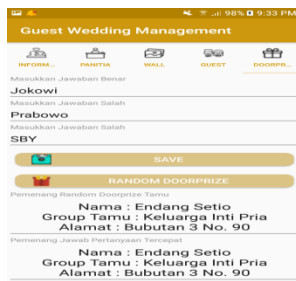 98% 9:33 PM
Guest Wedding Management
INFORM... PANITIA WALL GUEST DOORPR...
Masukkan Jawaban Benar
Jokowi
Masukkan Jawaban Salah
Prabowo
Masukkan Jawaban Salah
SBY
SAVE
RANDOM DOORPRIZE
Pemenang Random Doorprize Tamu
Nama : Endang Setio
Group Tamu : Keluarga Inti Pria
Alamat : Bubutan 3 No. 90
Pemenang Jawab Pertanyaan Tercepat
Nama : Endang Setio
Group Tamu : Keluarga Inti Pria
Alamat : Bubutan 3 No. 90